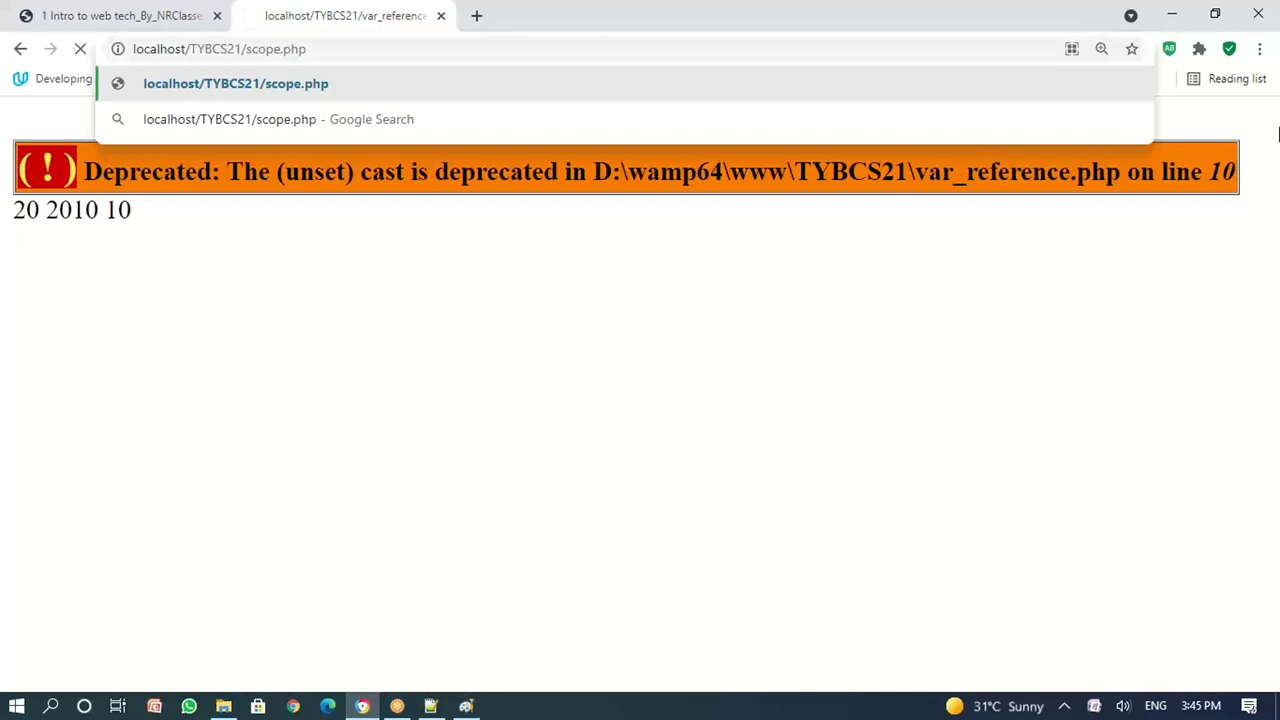 1 Intro to web tech_By_NRClasse
localhost/TYBCS21/var_reference
localhost/TYBCS21/scope.php
AB
Developing
localhost/TYBCS21/scope.php
Reading list
localhost/TYBCS21/scope.php - Google Search
( ! ) Deprecated: The (unset) cast is deprecated in D:\wamp64\www\TYBCS21\var_reference.php on line 10
20 2010 10
31°C Sunny
ENG
3:45 PM